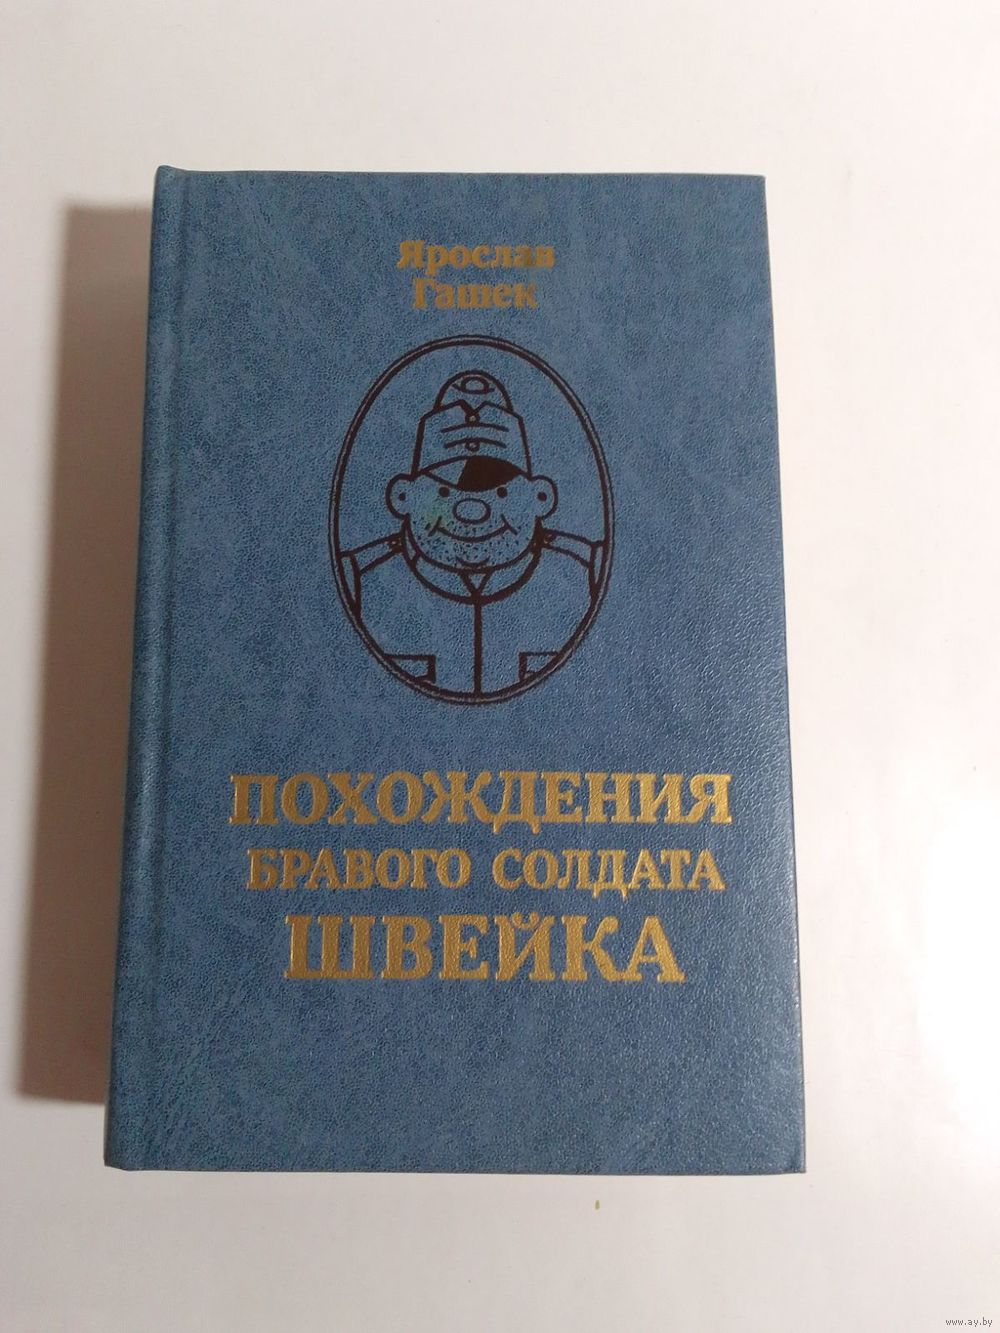 Ярослав
Гашек
ПОХОЖДЕНИЯ
БРАВОГО СОЛДАТА
ШВЕЙКА
www.ay.by